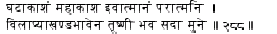 घटाकाशं महाकाश इवात्मानं परात्मनि ।
विलाप्याखण्डभावेन तूष्णी भव सदा मुने ॥ २८८॥